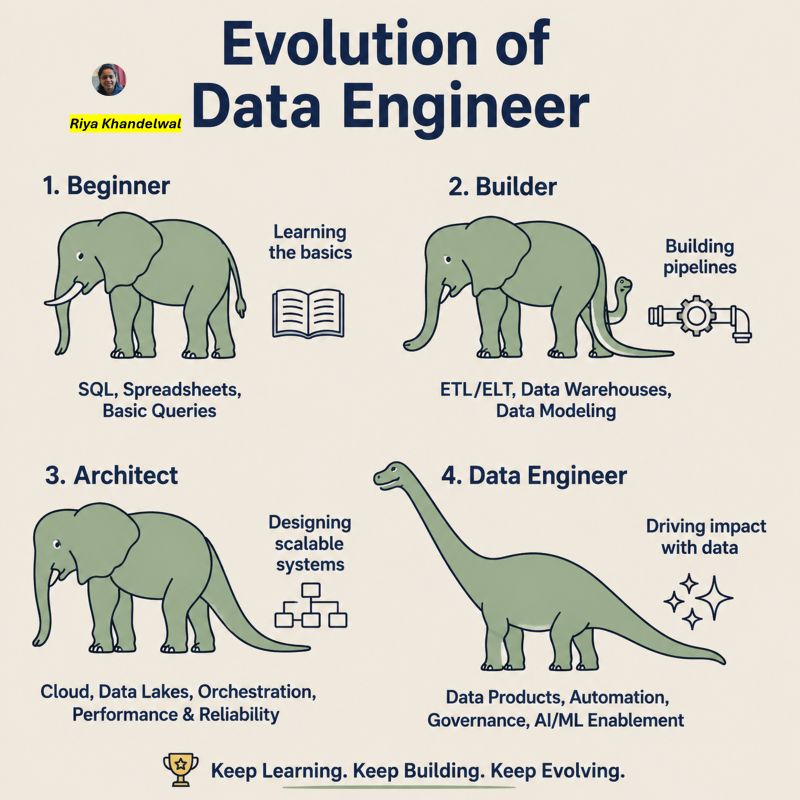 Evolution of
Data Engineer
Riya Khandelwal
1. Beginner
Learning
the basics
SQL, Spreadsheets,
Basic Queries
2. Builder
Building
pipelines
ETL/ELT, Data Warehouses,
Data Modeling
3. Architect
Designing
scalable
systems
Cloud, Data Lakes, Orchestration,
Performance & Reliability
4. Data Engineer
Driving impact
with data
Data Products, Automation,
Governance, AI/ML Enablement
Keep Learning. Keep Building. Keep Evolving.